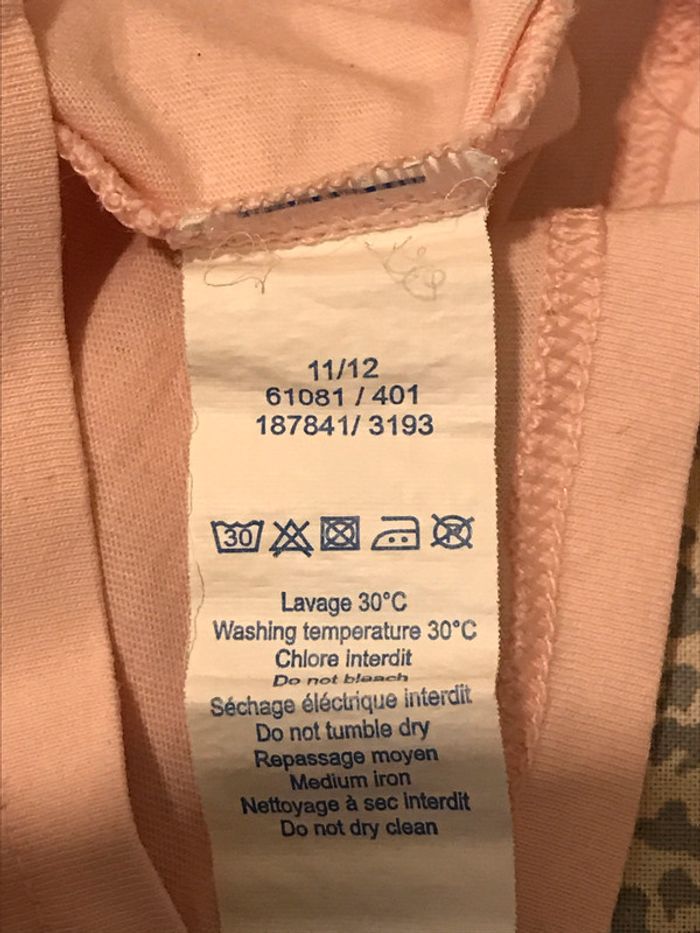 11/12
61081 / 401
187841/ 3193
30
Lavage 30°C
Washing temperature 30°C
Chlore interdit
Do not bleach
Séchage éléctrique interdit
Do not tumble dry
Repassage moyen
Medium iron
Nettoyage à sec interdit
Do not dry clean